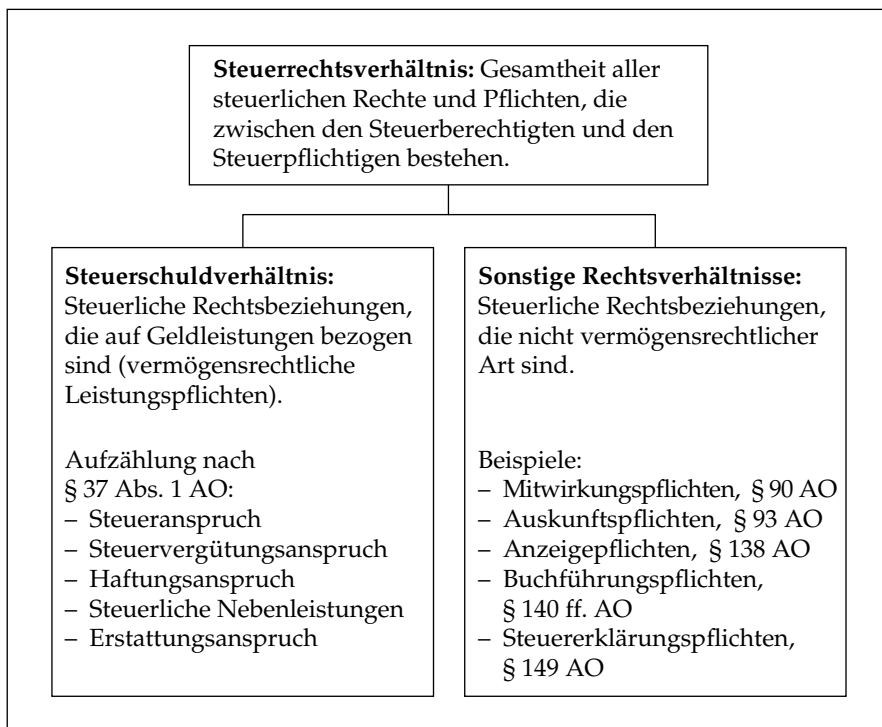 Steuerrechtsverhältnis: Gesamtheit aller
steuerlichen Rechte und Pflichten, die
zwischen den Steuerberechtigten und den
Steuerpflichtigen bestehen.
Steuerschuldverhältnis:
Steuerliche Rechtsbeziehungen,
die auf Geldleistungen bezogen
sind (vermögensrechtliche
Leistungspflichten).
Aufzählung nach
§ 37 Abs. 1 AO:
– Steueranspruch
– Steuervergütungsanspruch
– Haftungsanspruch
– Steuerliche Nebenleistungen
– Erstattungsanspruch
Sonstige Rechtsverhältnisse:
Steuerliche Rechtsbeziehungen,
die nicht vermögensrechtlicher
Art sind.
Beispiele:
– Mitwirkungspflichten, § 90 AO
– Auskunftspflichten, § 93 AO
– Anzeigepflichten, § 138 AO
– Buchführungspflichten,
§ 140 ff. AO
– Steuererklärungspflichten,
§ 149 AO